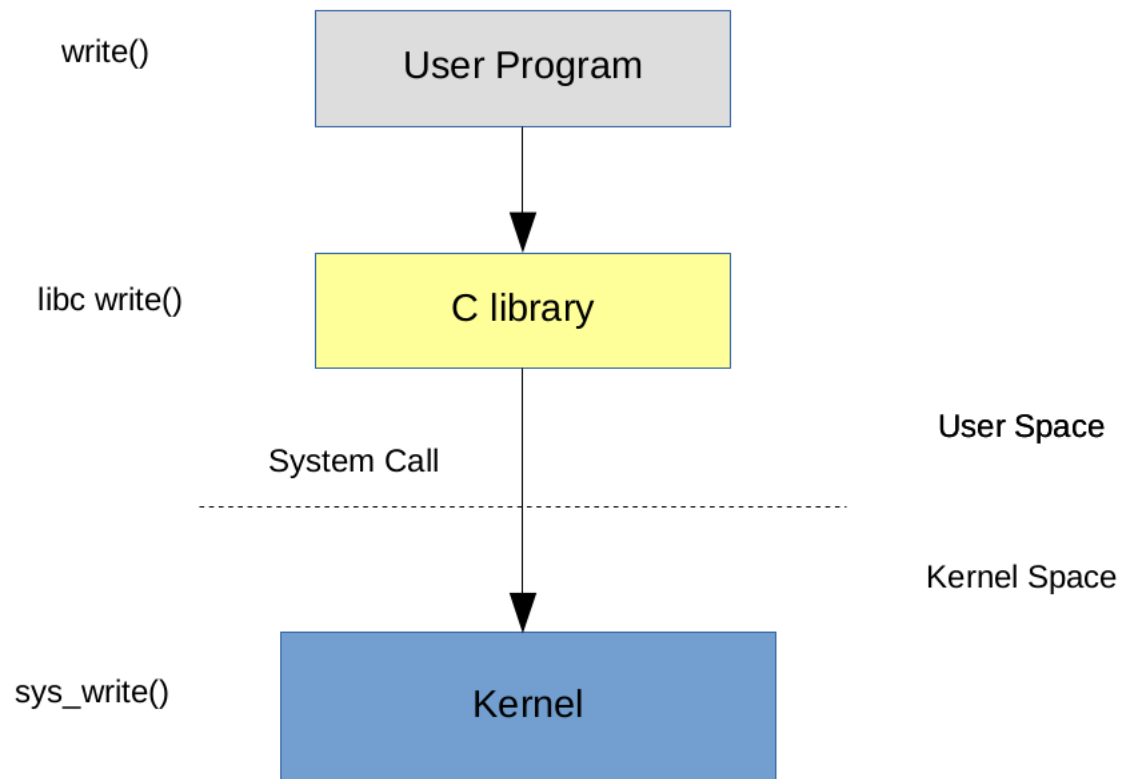 write()
User Program
libc write()
C library
User Space
System Call
Kernel Space
sys_write()
Kernel